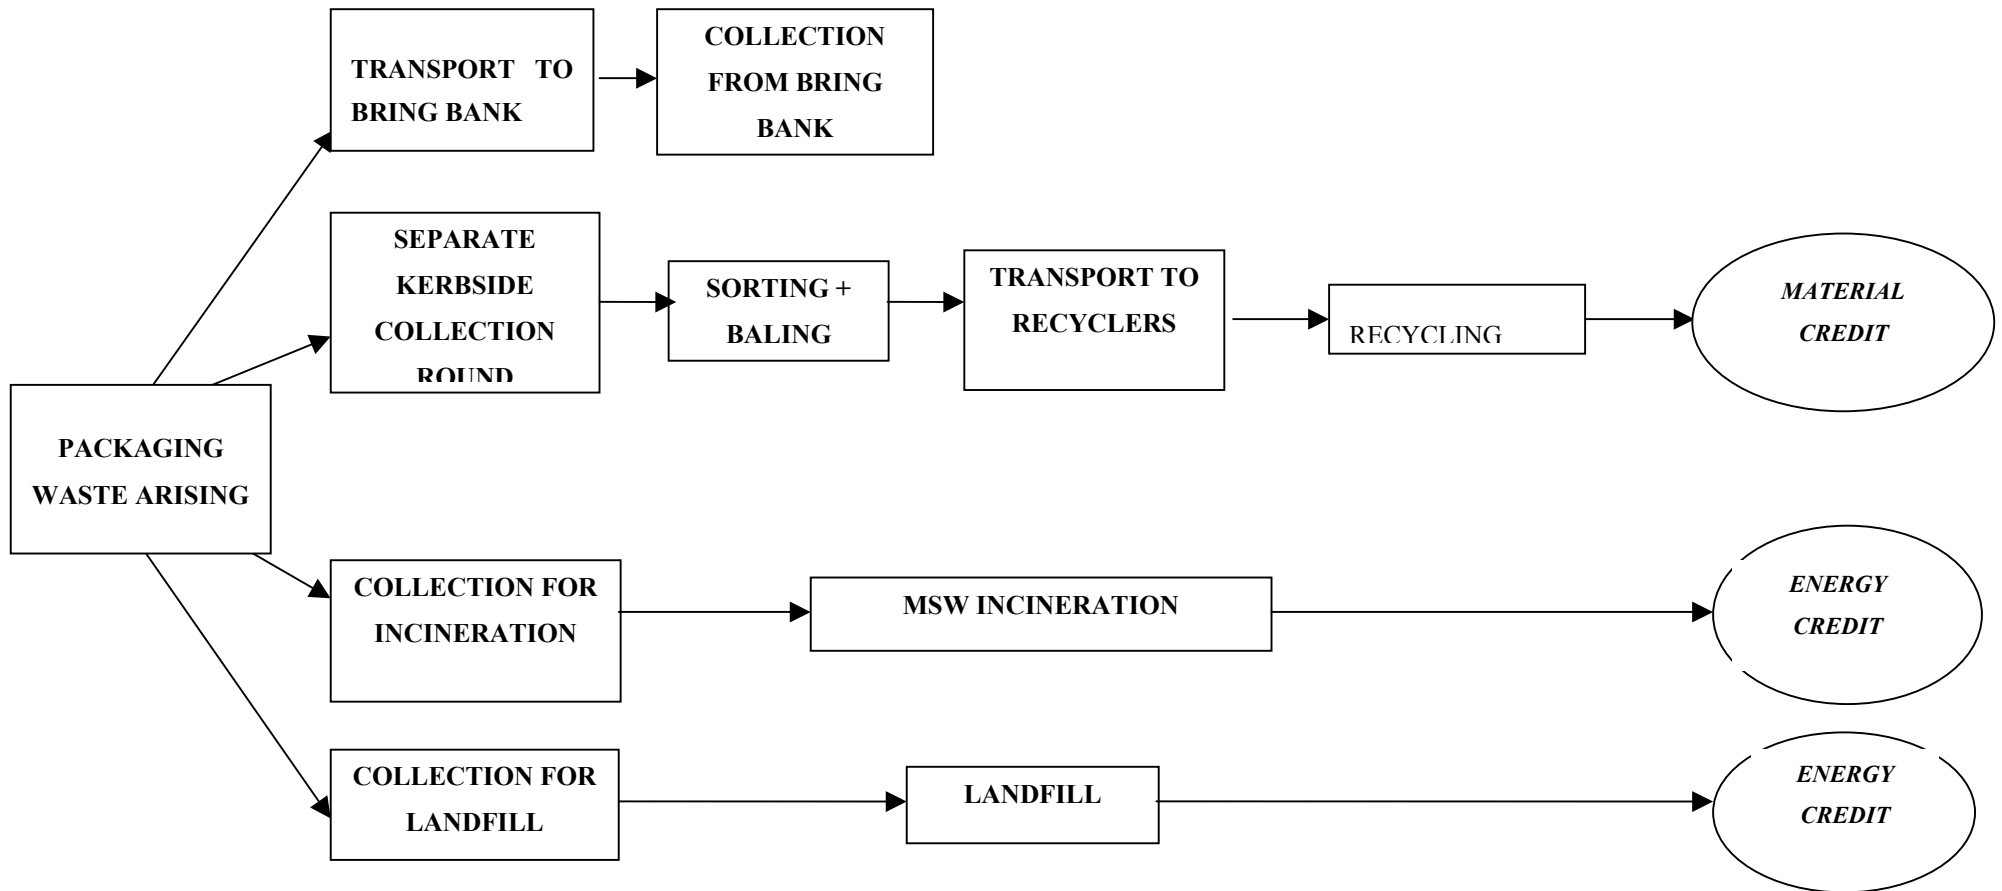 TRANSPORT TO
BRING BANK
COLLECTION
FROM BRING
BANK
SEPARATE
KERBSIDE
COLLECTION
ROUND
SORTING +
BALING
TRANSPORT TO
RECYCLERS
RECYCLING
MATERIAL
CREDIT
PACKAGING
WASTE ARISING
COLLECTION FOR
INCINERATION
MSW INCINERATION
ENERGY
CREDIT
COLLECTION FOR
LANDFILL
LANDFILL
ENERGY
CREDIT